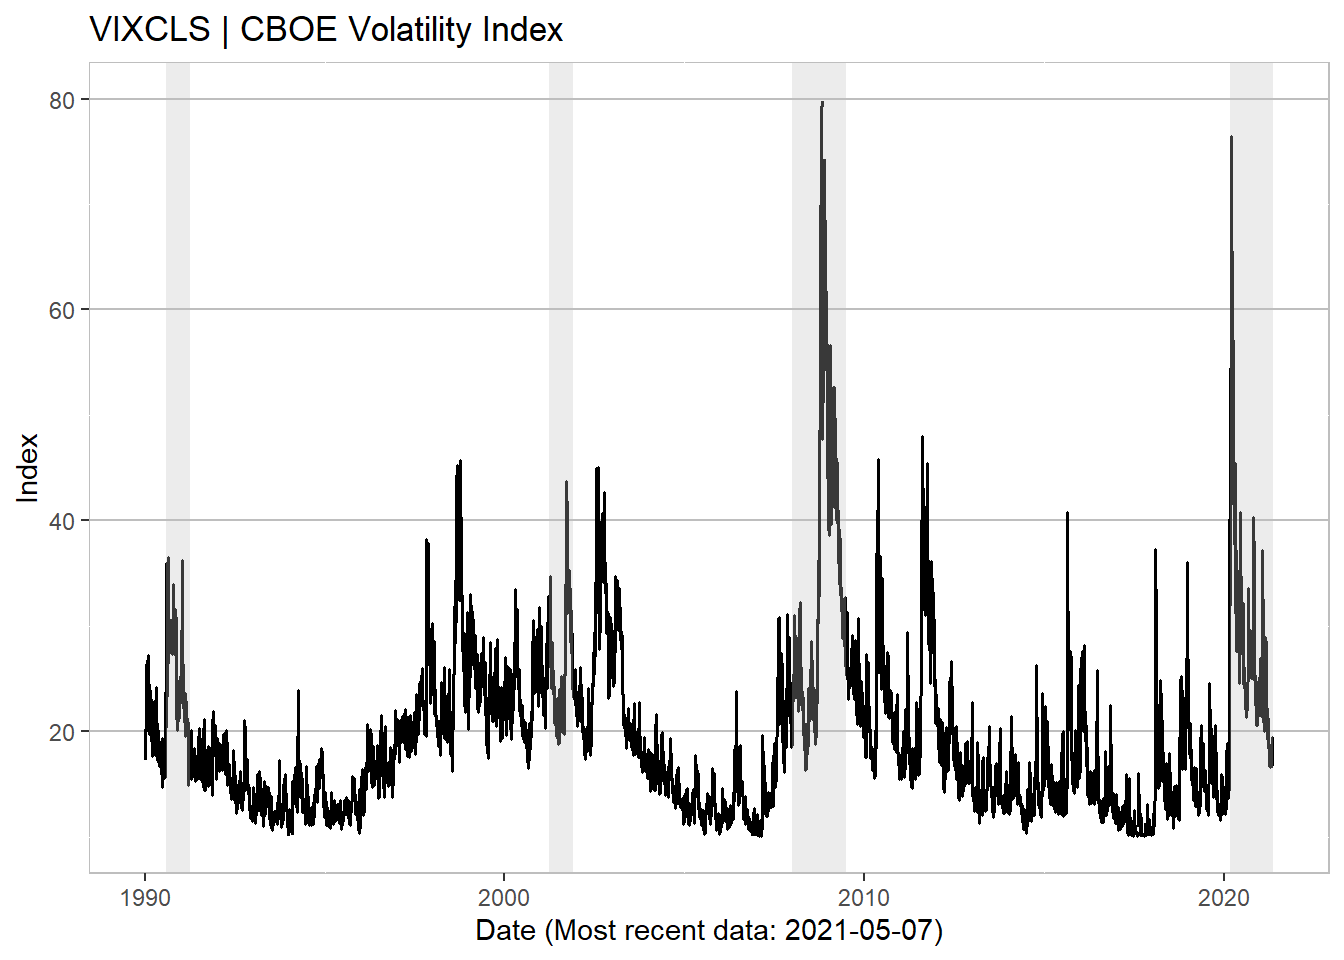 VIXCLS | CBOE Volatility Index
80
60
40
20
Index
1990
2000
2010
2020
Date (Most recent data: 2021-05-07)